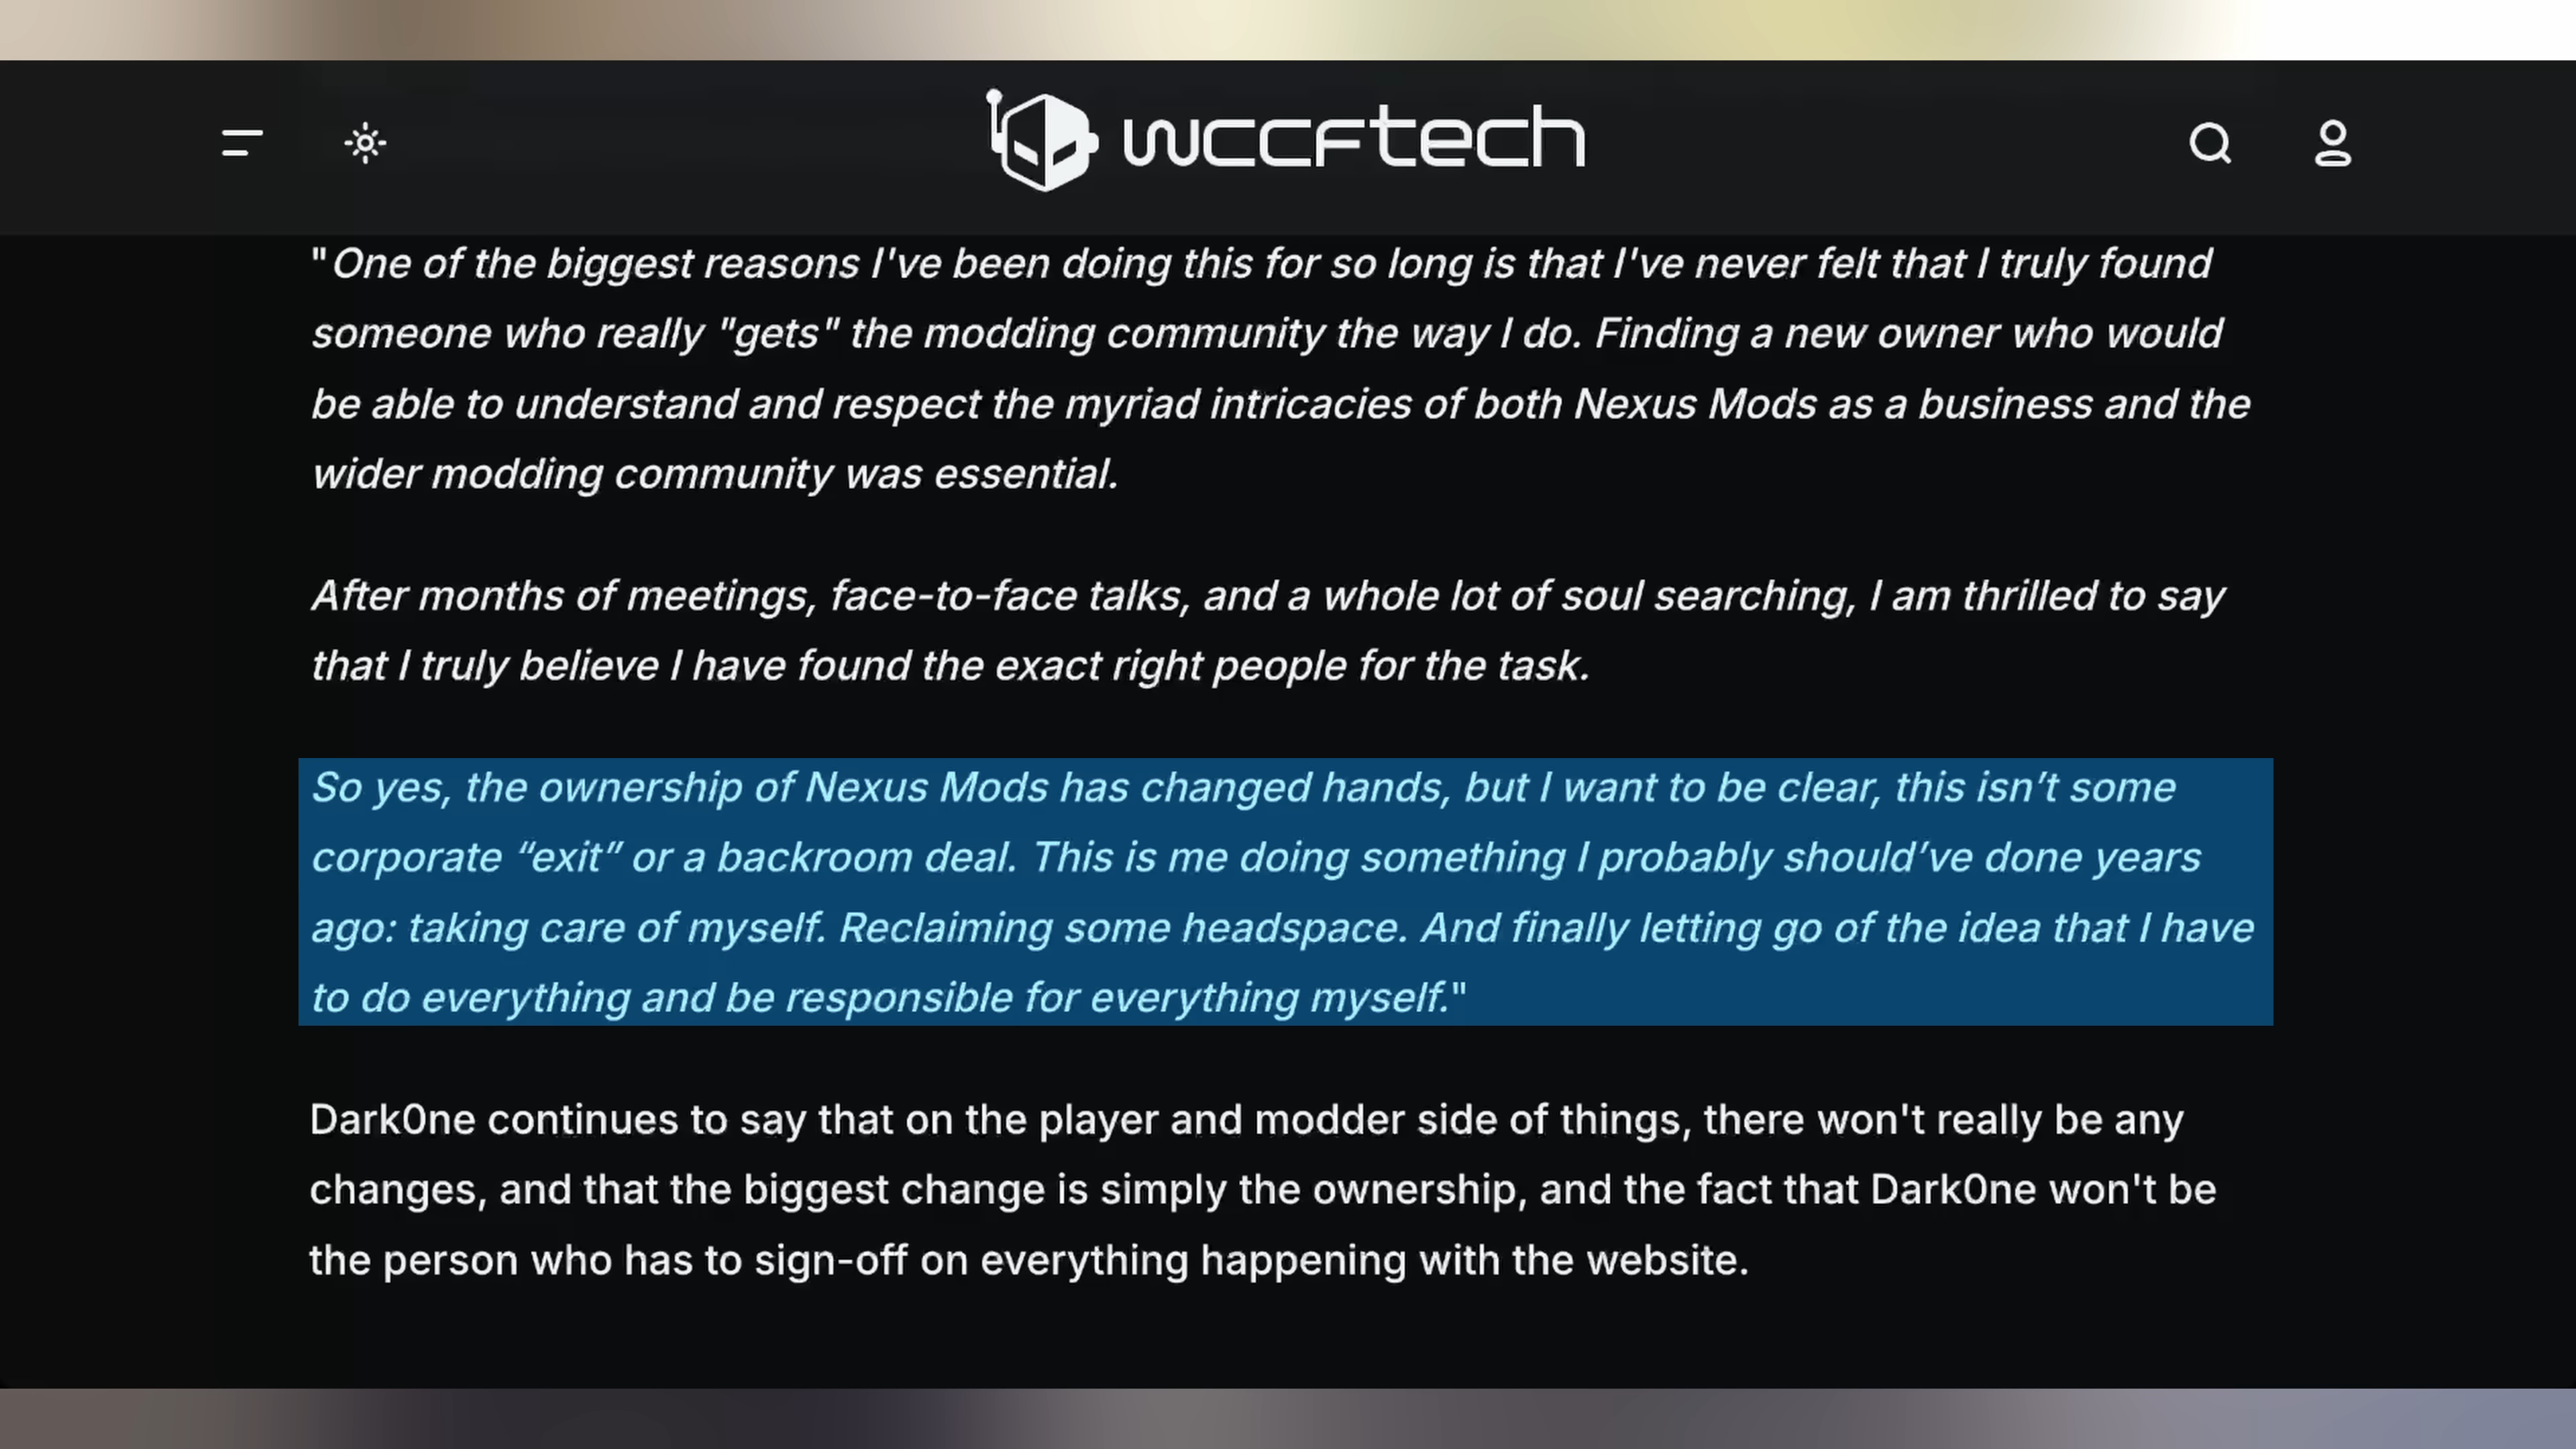 wccftech
"One of the biggest reasons I've been doing this for so long is that I've never felt that I truly found
someone who really "gets" the modding community the way I do. Finding a new owner who would
be able to understand and respect the myriad intricacies of both Nexus Mods as a business and the
wider modding community was essential.
After months of meetings, face-to-face talks, and a whole lot of soul searching, I am thrilled to say
that I truly believe I have found the exact right people for the task.
So yes, the ownership of Nexus Mods has changed hands, but I want to be clear, this isn’t some
corporate “exit” or a backroom deal. This is me doing something I probably should’ve done years
ago: taking care of myself. Reclaiming some headspace. And finally letting go of the idea that I have
to do everything and be responsible for everything myself."
Dark0ne continues to say that on the player and modder side of things, there won't really be any
changes, and that the biggest change is simply the ownership, and the fact that Dark0ne won't be
the person who has to sign-off on everything happening with the website.